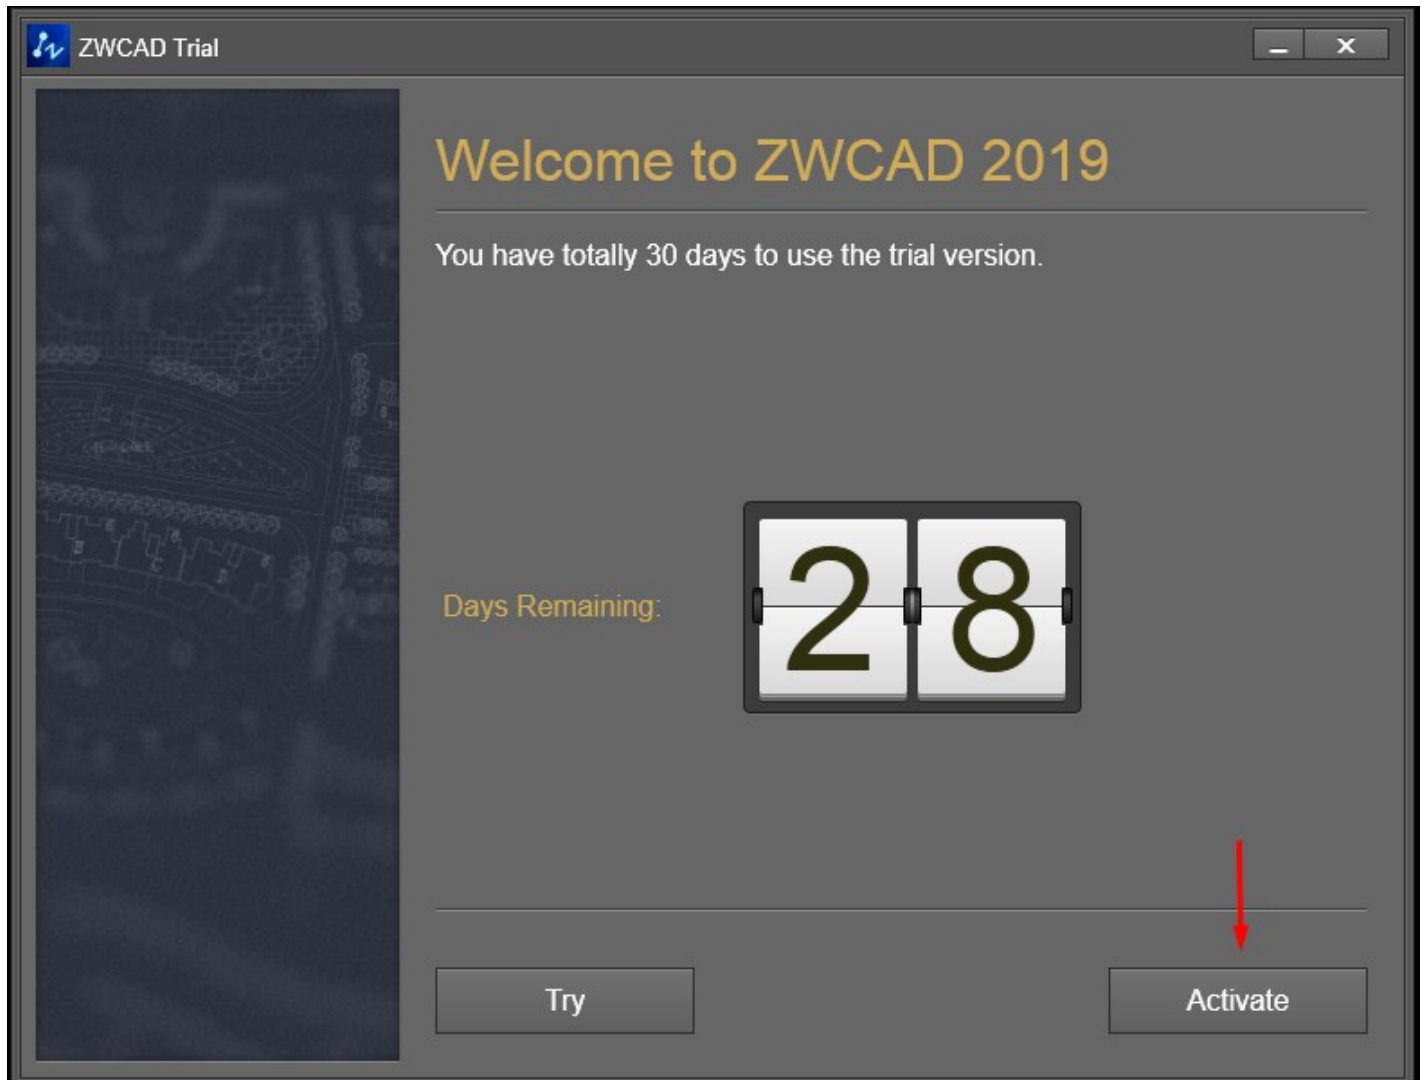 ZWCAD Trial
Welcome to ZWCAD 2019
You have totally 30 days to use the trial version.
Days Remaining:
28
Try
Activate